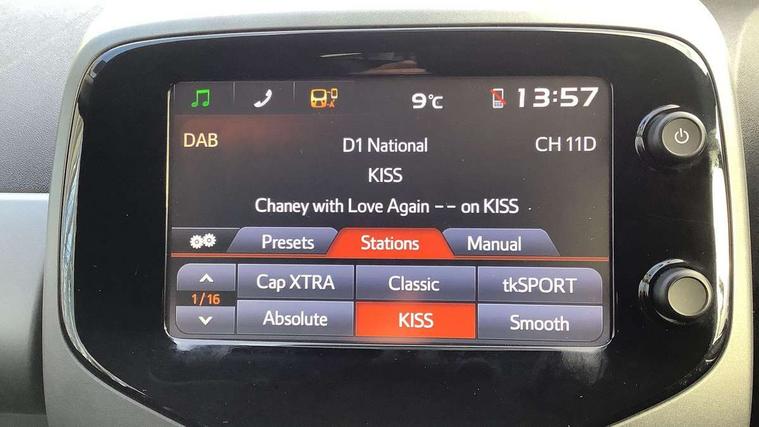 9°C 13:57
DAB D1 National CH 11D
KISS
Chaney with Love Again -- on KISS
Presets Stations Manual
Cap XTRA Classic tkSPORT
1/16
Absolute KISS Smooth